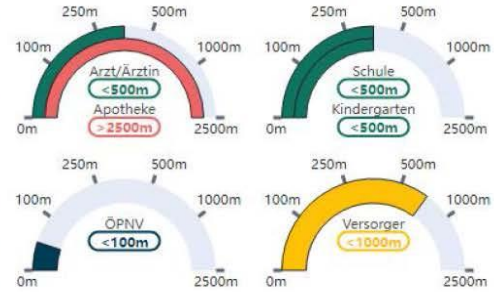 250m 500m
100m 1000m
Arzt/Ärztin
<500m
Apotheke
>2500m
0m 2500m
250m 500m
100m 1000m
Schule
<500m
Kindergarten
<500m
0m 2500m
250m 500m
100m 1000m
ÖPNV
<100m
0m 2500m
250m 500m
100m 1000m
Versorger
<1000m
0m 2500m